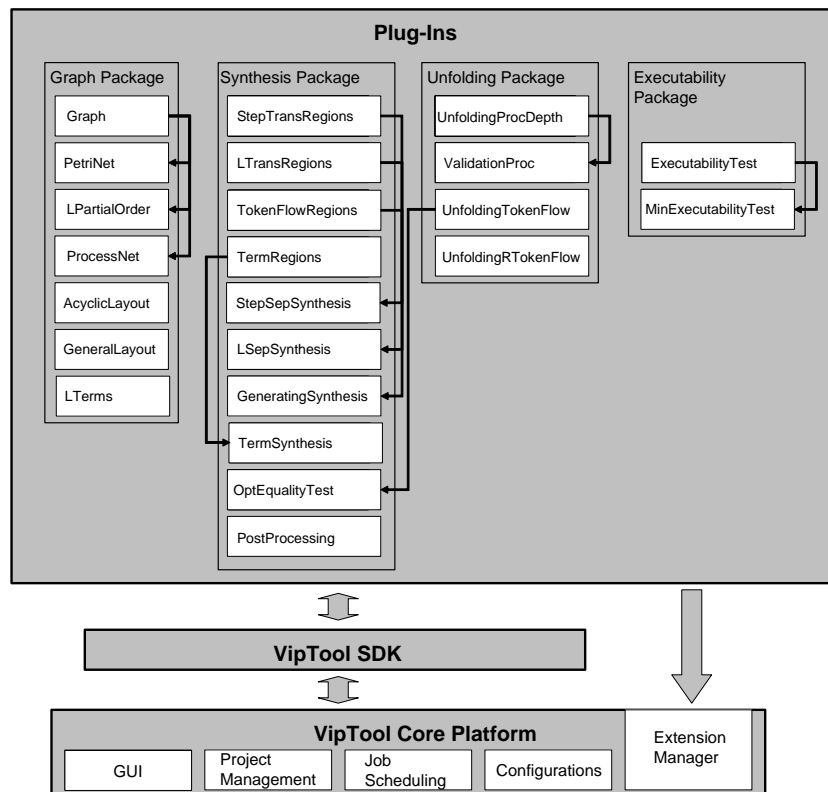 Plug-Ins
Graph Package
Graph
PetriNet
LPartialOrder
ProcessNet
AcyclicLayout
GeneralLayout
LTerms
Synthesis Package
StepTransRegions
LTransRegions
TokenFlowRegions
TermRegions
StepSepSynthesis
LSepSynthesis
GeneratingSynthesis
TermSynthesis
OptEqualityTest
PostProcessing
Unfolding Package
UnfoldingProcDepth
ValidationProc
UnfoldingTokenFlow
UnfoldingRTokenFlow
Executability
Package
ExecutabilityTest
MinExecutabilityTest
VipTool SDK
VipTool Core Platform
GUI
Project
Management
Job
Scheduling
Configurations
Extension
Manager